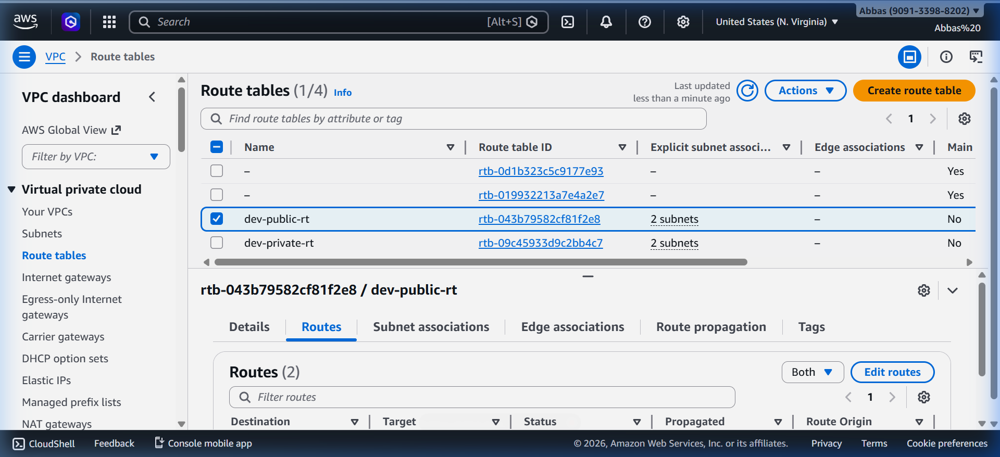 aws
Search [Alt+S]
United States (N. Virginia)
Abbas (9091-3398-8202)
Abbas%20
VPC Route tables
VPC dashboard
AWS Global View
Filter by VPC:
Virtual private cloud
Your VPCs
Subnets
Route tables
Internet gateways
Egress-only Internet
gateways
Carrier gateways
DHCP option sets
Elastic IPs
Managed prefix lists
NAT gateways
Route tables (1/4) Info
Last updated
less than a minute ago
Actions
Create route table
Find route tables by attribute or tag
1
Name Route table ID Explicit subnet associ... Edge associations Main
– rtb-0d1b323c5c9177e93 – – Yes
– rtb-019932213a7e4a2e7 – – Yes
dev-public-rt rtb-043b79582cf81f2e8 2 subnets – No
dev-private-rt rtb-09c45933d9c2bb4c7 2 subnets – No
rtb-043b79582cf81f2e8 / dev-public-rt
Details Routes Subnet associations Edge associations Route propagation Tags
Routes (2)
Both
Edit routes
Filter routes
1
Destination Target Status Propagated Route Origin
CloudShell Feedback Console mobile app
© 2026, Amazon Web Services, Inc. or its affiliates. Privacy Terms Cookie preferences